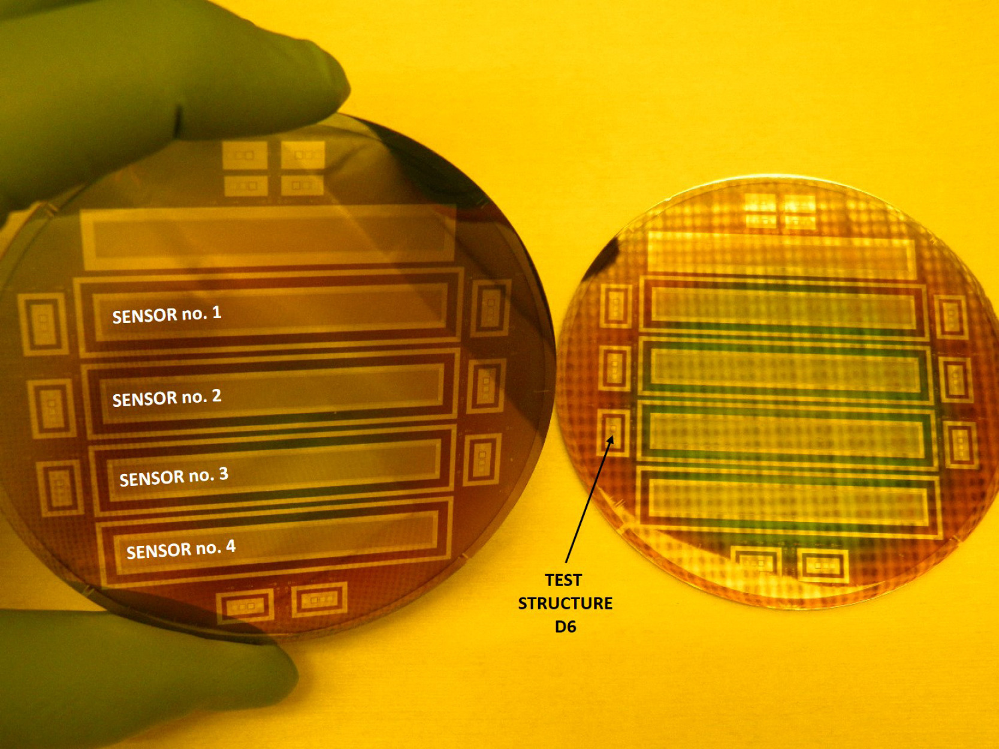 SENSOR no. 1
SENSOR no. 2
SENSOR no. 3
SENSOR no. 4
TEST
STRUCTURE
D6